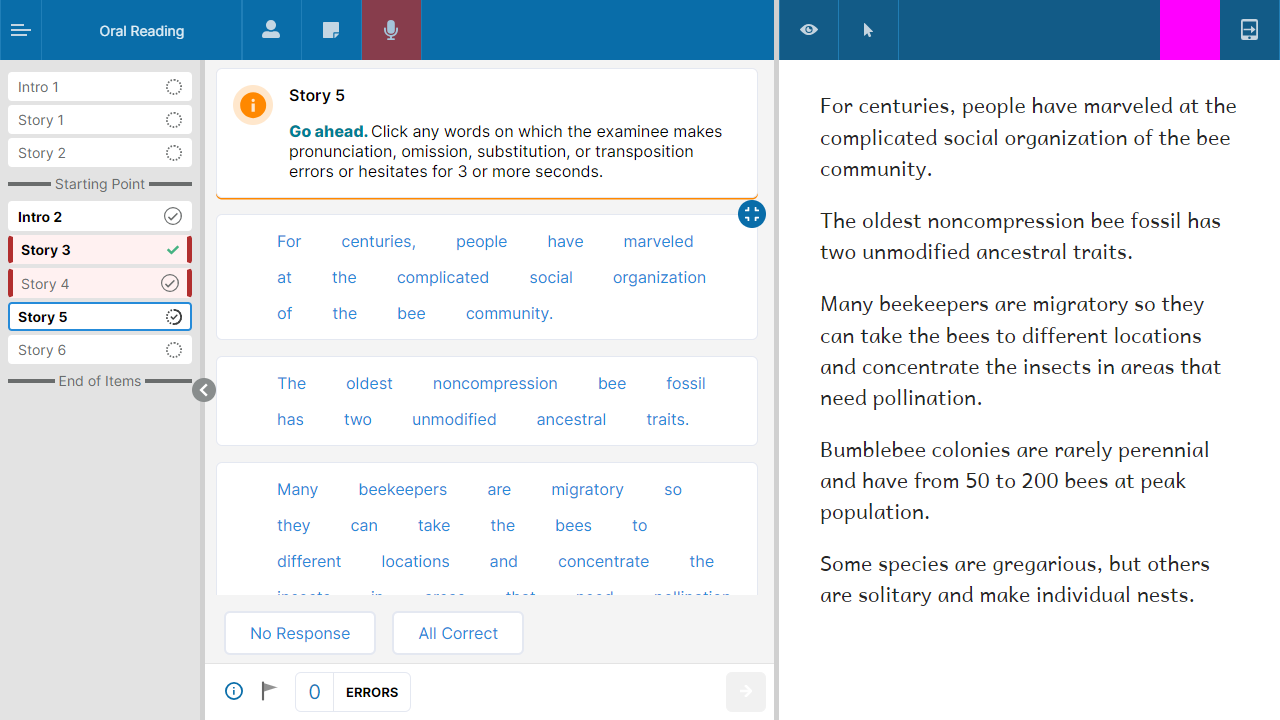 Oral Reading
Intro 1
Story 1
Story 2
Starting Point
Intro 2
Story 3
Story 4
Story 5
Story 6
End of Items
Story 5
Go ahead. Click any words on which the examinee makes
pronunciation, omission, substitution, or transposition
errors or hesitates for 3 or more seconds.
For centuries, people have marveled
at the complicated social organization
of the bee community.
The oldest noncompression bee fossil
has two unmodified ancestral traits.
Many beekeepers are migratory so
they can take the bees to
different locations and concentrate the
insects in areas that need pollination
No Response
All Correct
0 ERRORS
For centuries, people have marveled at the
complicated social organization of the bee
community.
The oldest noncompression bee fossil has
two unmodified ancestral traits.
Many beekeepers are migratory so they
can take the bees to different locations
and concentrate the insects in areas that
need pollination.
Bumblebee colonies are rarely perennial
and have from 50 to 200 bees at peak
population.
Some species are gregarious, but others
are solitary and make individual nests.